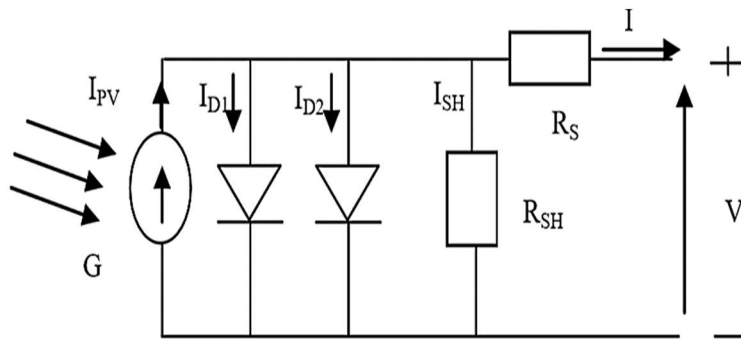 I
I_PV
I_D1
I_D2
I_SH
+
R_S
R_SH
V
G